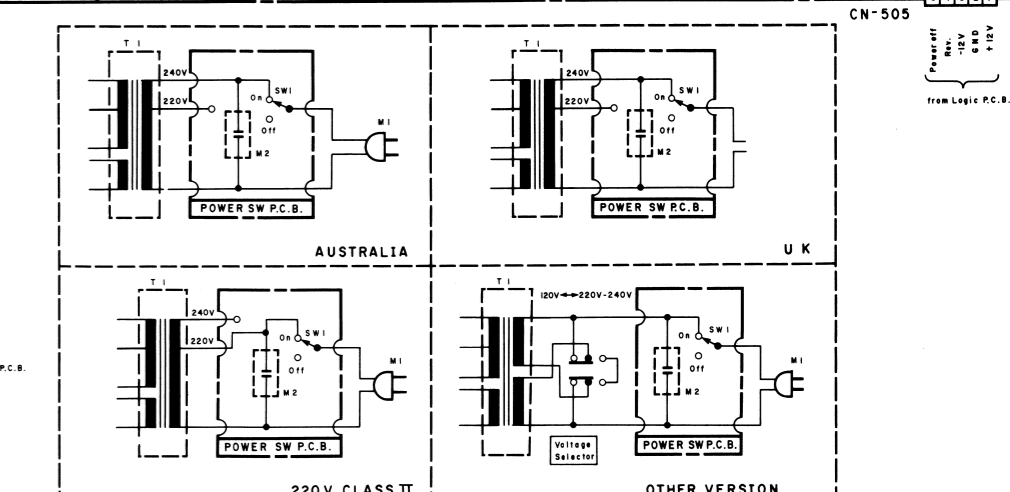 CN-505
Power off
Rev.
-12V
GND
+12V
from Logic P.C.B.
T1
240V
220V
On
SW1
Off
M2
M1
POWER SW P.C.B.
AUSTRALIA
T1
240V
220V
On
SW1
Off
M2
POWER SW P.C.B.
UK
P.C.B.
T1
240V
220V
On
SW1
Off
M2
M1
POWER SW P.C.B.
220V CLASS II
T1
120V↔220V-240V
On
SW1
Off
M2
M1
Voltage
Selector
POWER SW P.C.B.
OTHER VERSION